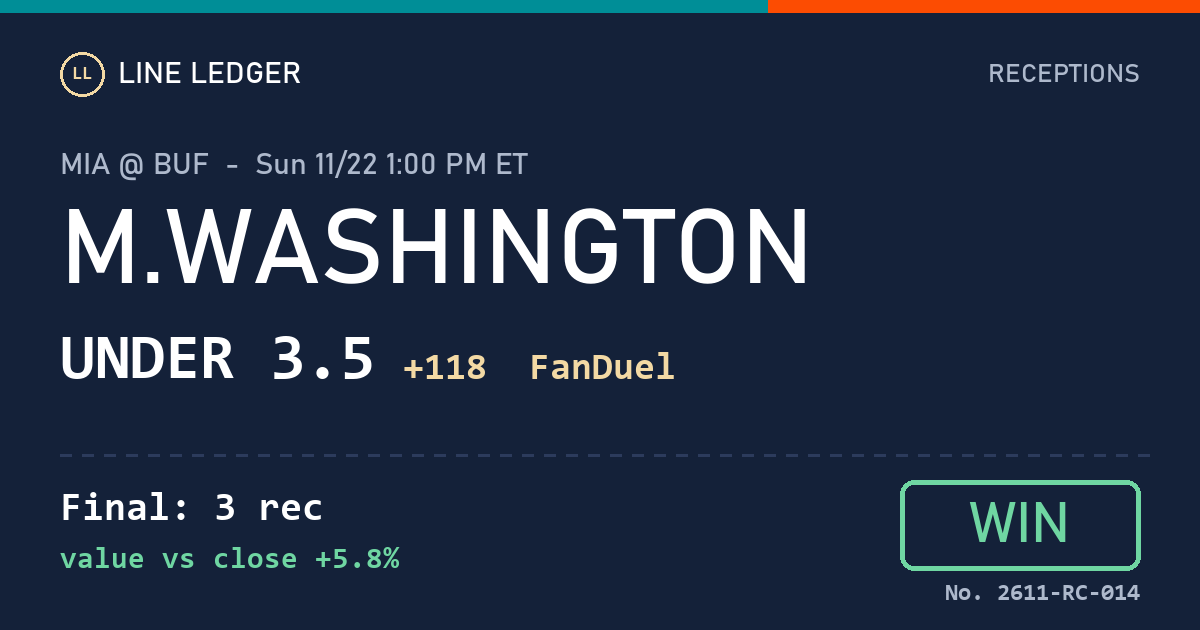 LL LINE LEDGER RECEPTIONS
MIA @ BUF - Sun 11/22 1:00 PM ET
M.WASHINGTON
UNDER 3.5 +118 FanDuel
Final: 3 rec
WIN
value vs close +5.8%
No. 2611-RC-014